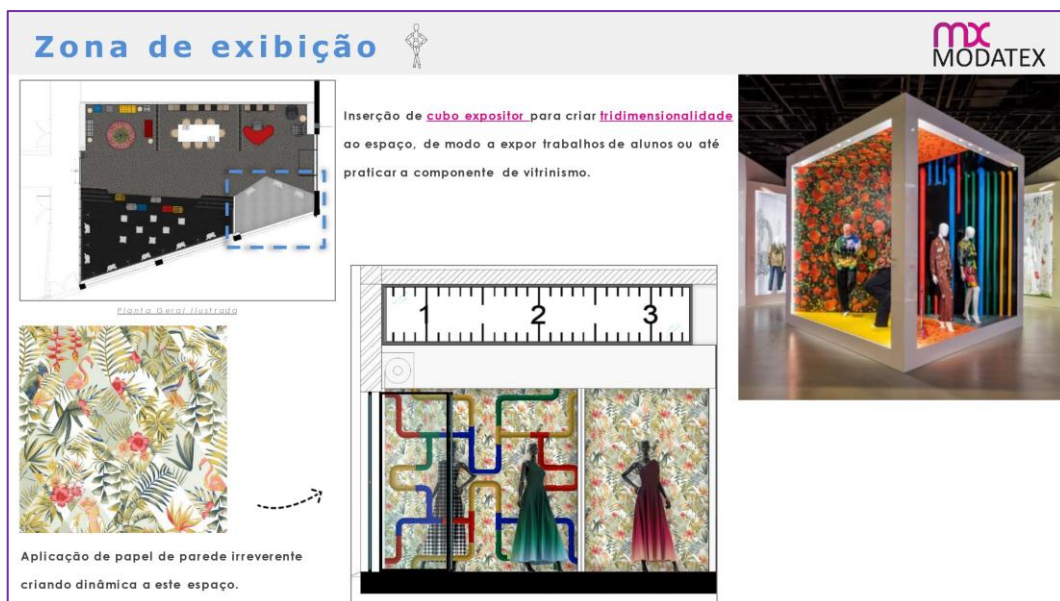 Zona de exibição
mx
MODATEX
Inserção de cubo expositor para criar tridimensionalidade
ao espaço, de modo a expor trabalhos de alunos ou até
praticar a componente de vitrinismo.
Planta Geral Ilustrada
1 2 3
Aplicação de papel de parede irreverente
criando dinâmica a este espaço.